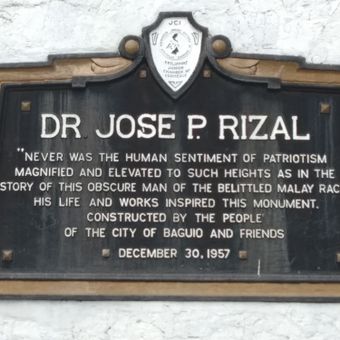 JCI
DR. JOSE P. RIZAL
"NEVER WAS THE HUMAN SENTIMENT OF PATRIOTISM
MAGNIFIED AND ELEVATED TO SUCH HEIGHTS AS IN THE
STORY OF THIS OBSCURE MAN OF THE BELITTLED MALAY RAC
HIS LIFE AND WORKS INSPIRED THIS MONUMENT.
CONSTRUCTED BY THE PEOPLE
OF THE CITY OF BAGUIO AND FRIENDS
DECEMBER 30, 1957